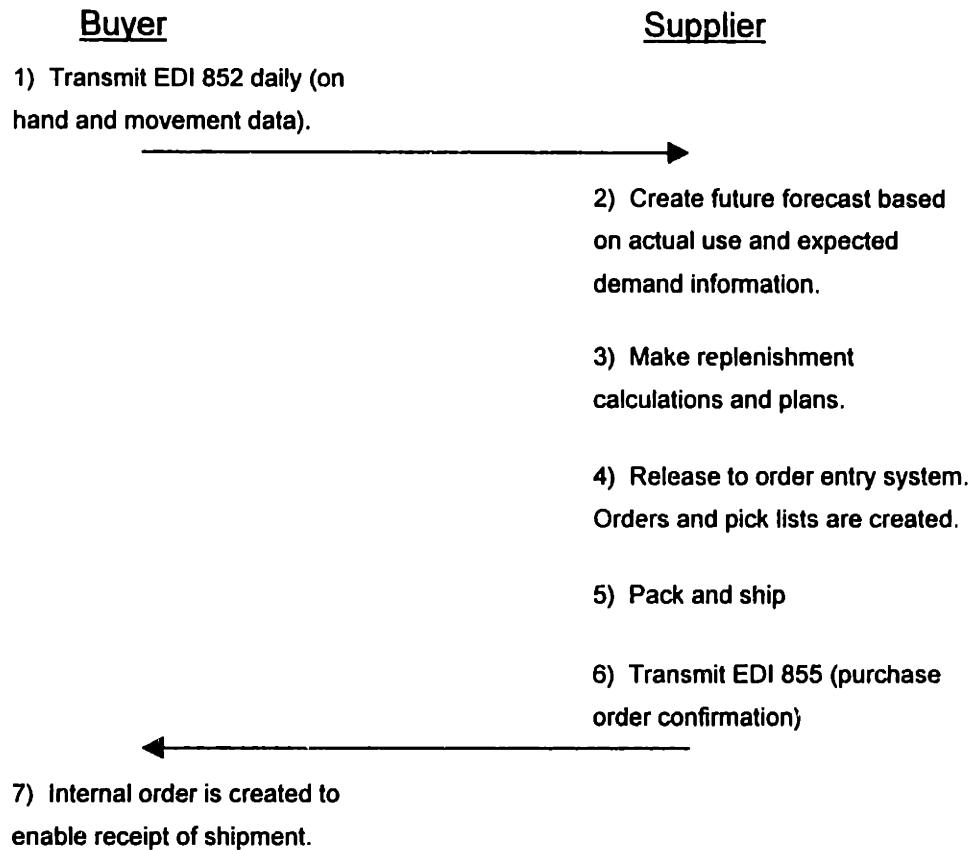 Buyer
Supplier
1) Transmit EDI 852 daily (on
hand and movement data).
2) Create future forecast based
on actual use and expected
demand information.
3) Make replenishment
calculations and plans.
4) Release to order entry system.
Orders and pick lists are created.
5) Pack and ship
6) Transmit EDI 855 (purchase
order confirmation)
7) Internal order is created to
enable receipt of shipment.